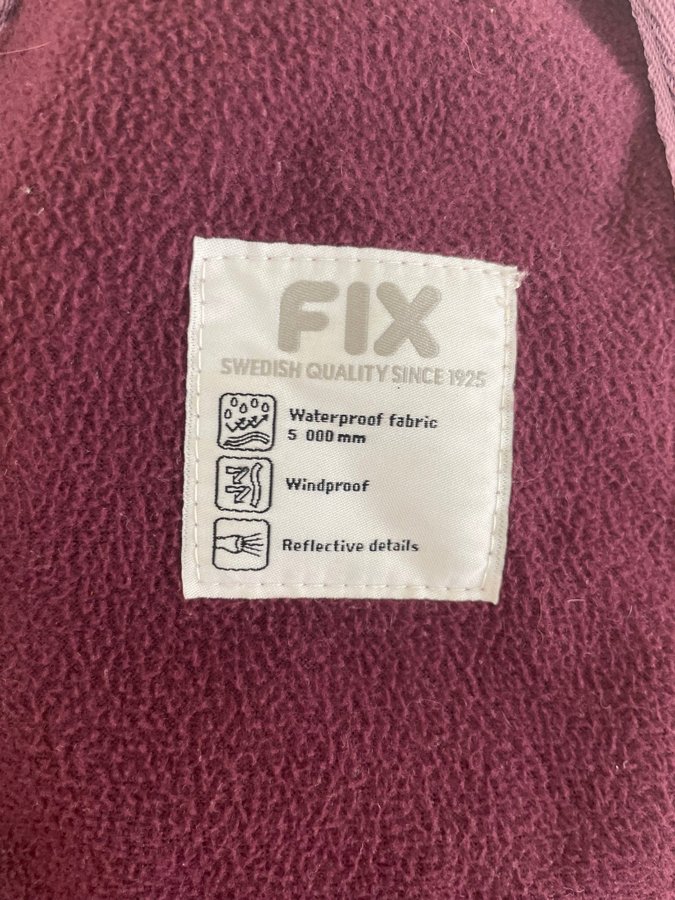 FIX
SWEDISH QUALITY SINCE 1925
Waterproof fabric
5 000 mm
Windproof
Reflective details